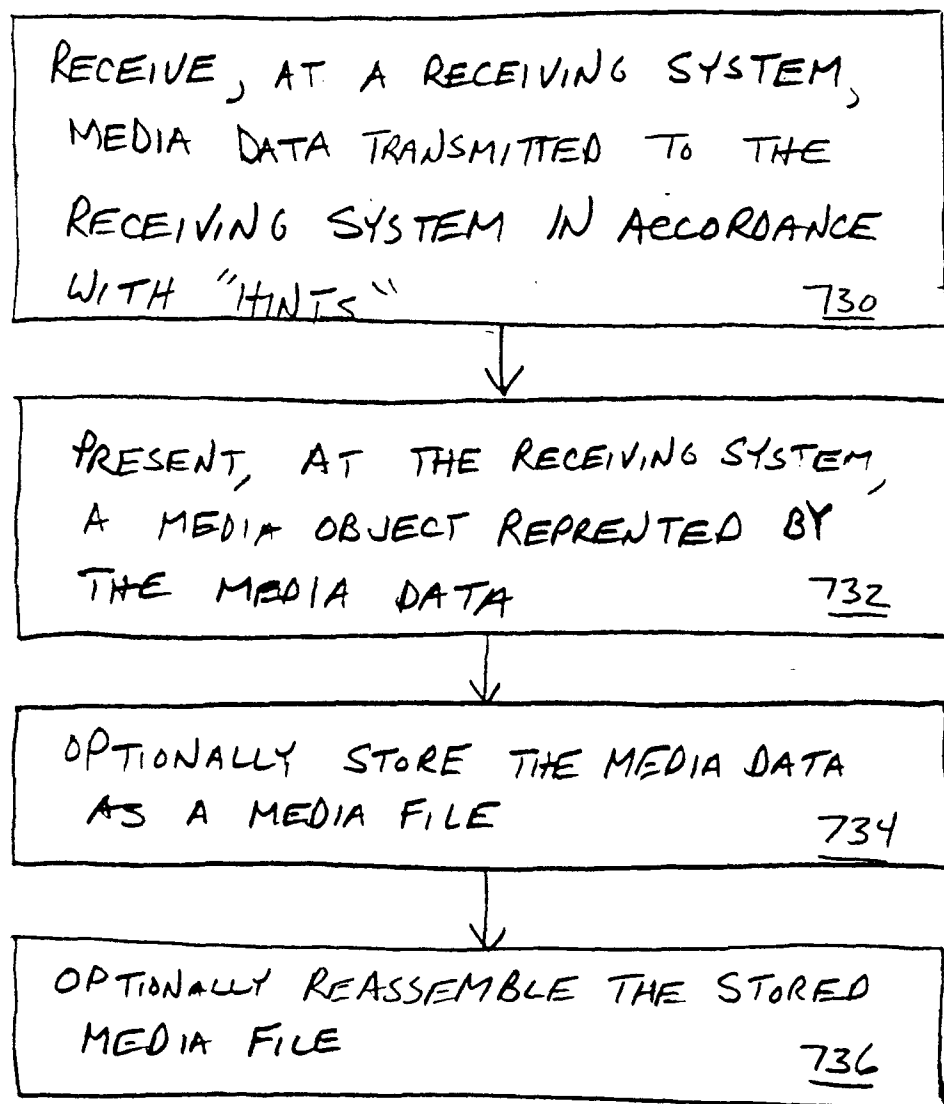 RECEIVE, AT A RECEIVING SYSTEM,
MEDIA DATA TRANSMITTED TO THE
RECEIVING SYSTEM IN ACCORDANCE
WITH "HINTS"
730
PRESENT, AT THE RECEIVING SYSTEM,
A MEDIA OBJECT REPRENTED BY
THE MEDIA DATA
732
OPTIONALLY STORE THE MEDIA DATA
AS A MEDIA FILE
734
OPTIONALLY REASSEMBLE THE STORED
MEDIA FILE
736